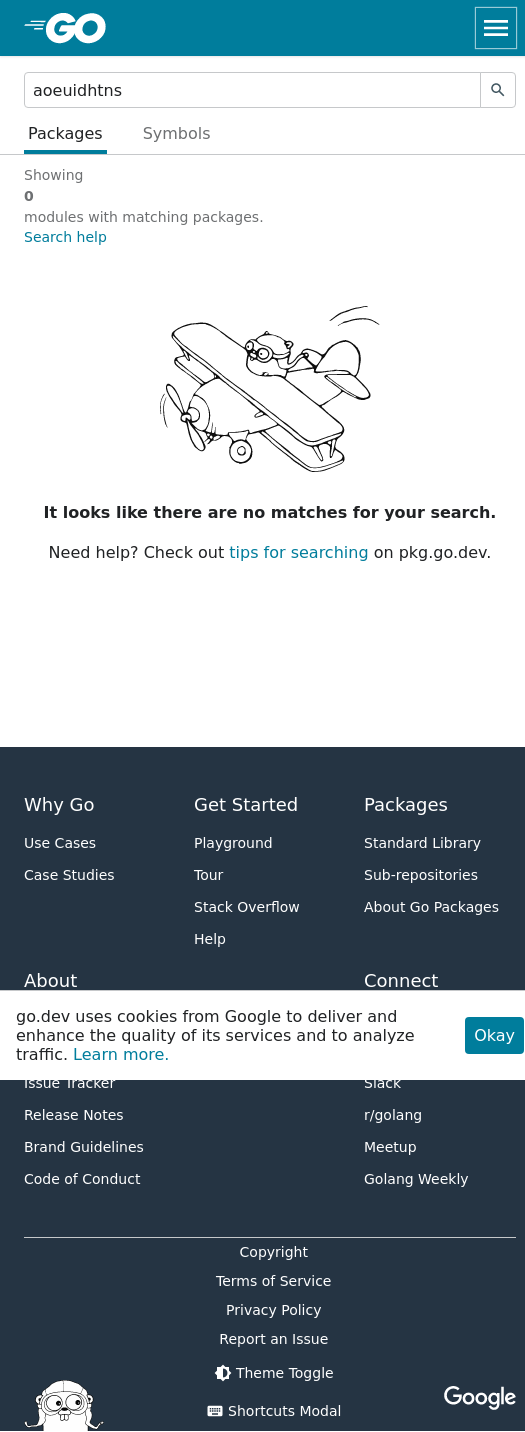 GO
aoeuidhtns
Packages Symbols
Showing
0
modules with matching packages.
Search help
It looks like there are no matches for your search.
Need help? Check out tips for searching on pkg.go.dev.
Why Go
Use Cases
Case Studies
Get Started
Playground
Tour
Stack Overflow
Help
Packages
Standard Library
Sub-repositories
About Go Packages
About
Connect
go.dev uses cookies from Google to deliver and
enhance the quality of its services and to analyze
traffic. Learn more.
Okay
Issue Tracker
Release Notes
Brand Guidelines
Code of Conduct
Slack
r/golang
Meetup
Golang Weekly
Copyright
Terms of Service
Privacy Policy
Report an Issue
Theme Toggle
Shortcuts Modal
Google